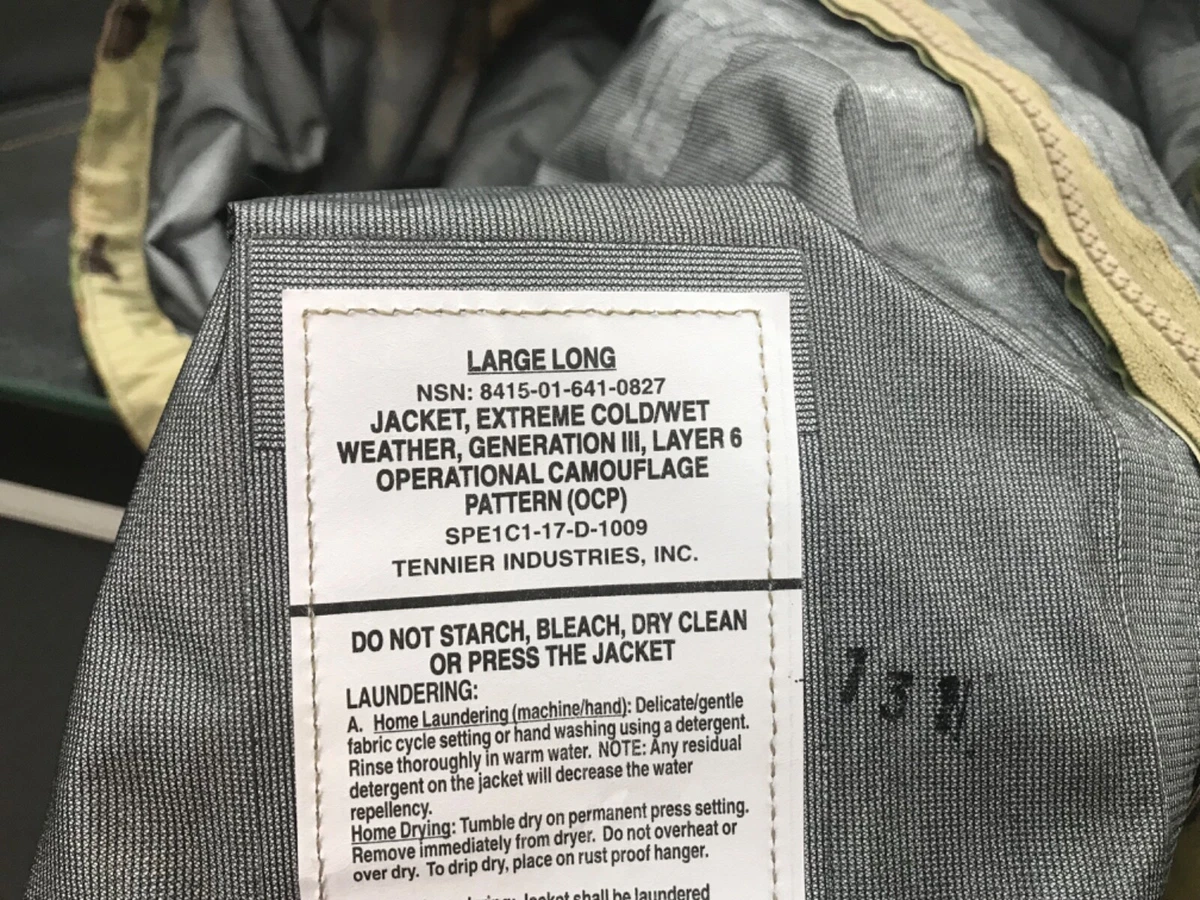 LARGE LONG
NSN: 8415-01-641-0827
JACKET, EXTREME COLD/WET
WEATHER, GENERATION III, LAYER 6
OPERATIONAL CAMOUFLAGE
PATTERN (OCP)
SPE1C1-17-D-1009
TENNIER INDUSTRIES, INC.
DO NOT STARCH, BLEACH, DRY CLEAN
OR PRESS THE JACKET
LAUNDERING:
A. Home Laundering (machine/hand): Delicate/gentle
fabric cycle setting or hand washing using a detergent.
Rinse thoroughly in warm water. NOTE: Any residual
detergent on the jacket will decrease the water
repellency.
Home Drying: Tumble dry on permanent press setting.
Remove immediately from dryer. Do not overheat or
over dry. To drip dry, place on rust proof hanger.
Jacket shall be laundered